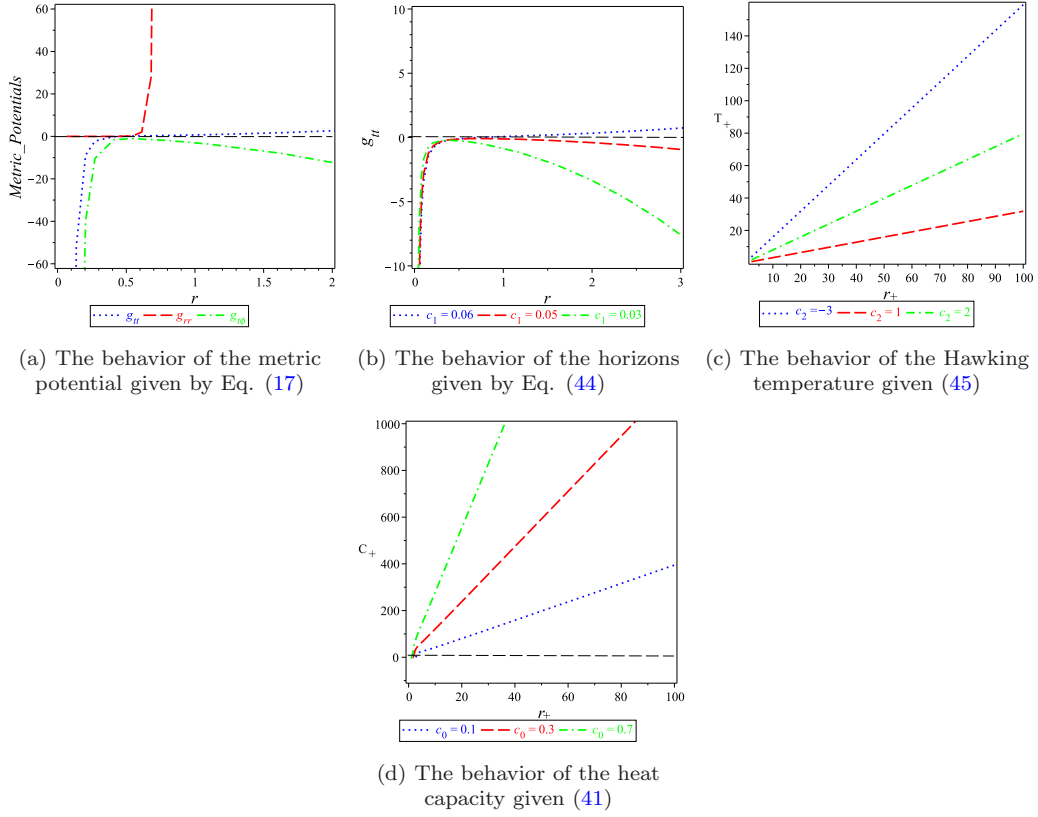 60
40
20
0
−20
−40
−60
Metric_Potentials
0 0.5 1 1.5 2
r
g_tt g_rr g_tϕ
(a) The behavior of the metric
potential given by Eq. (17)
10
5
0
−5
−10
g_tt
0 1 2 3
r
c_1 = 0.06 c_1 = 0.05 c_1 = 0.03
(b) The behavior of the horizons
given by Eq. (44)
140
120
100
80
60
40
20
T_+
10 20 30 40 50 60 70 80 90 100
r_+
c_2 = −3 c_2 = 1 c_2 = 2
(c) The behavior of the Hawking
temperature given (45)
1000
800
600
400
200
0
C_+
0 20 40 60 80 100
r_+
c_0 = 0.1 c_0 = 0.3 c_0 = 0.7
(d) The behavior of the heat
capacity given (41)